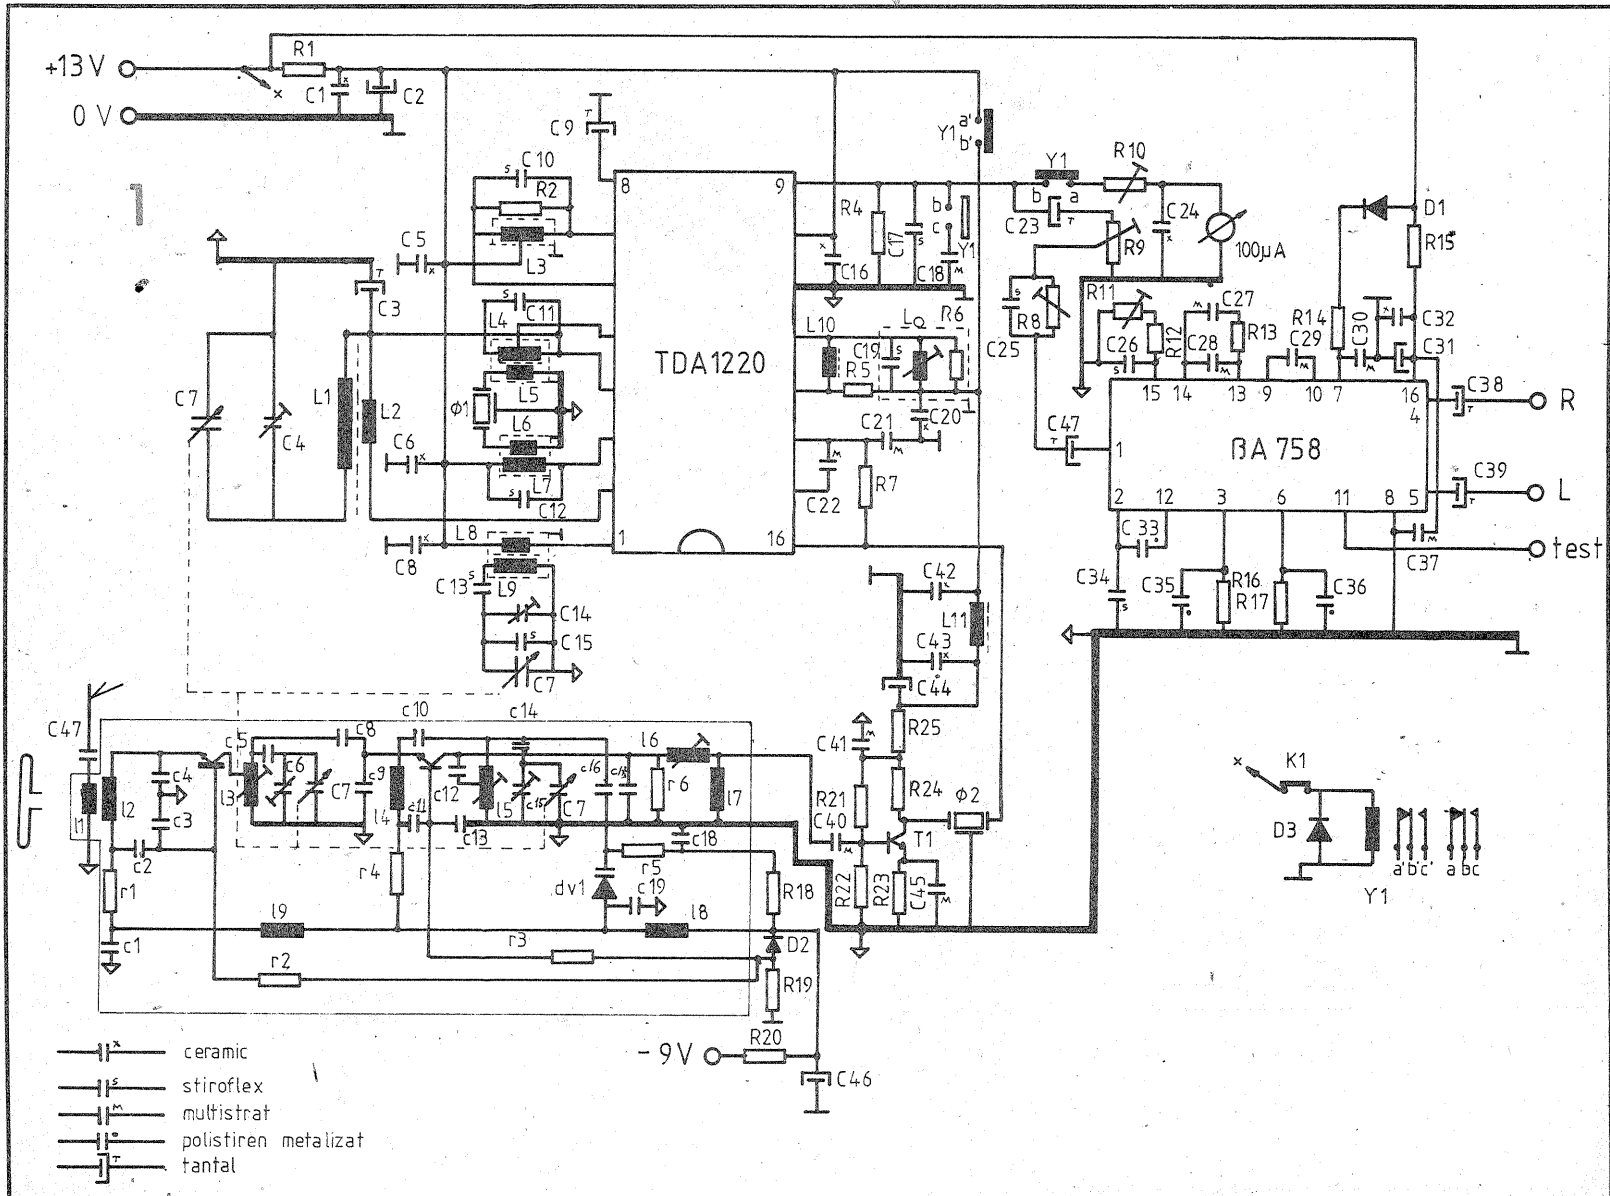 +13V
R1
x
C1
x
C2
0 V
1
C9
T
8
9
C10
s
R2
L3
C5
x
C3
T
C11
s
L4
L5
Φ1
L6
L7
C6
x
C12
s
C7
C4
L1
L2
TDA1220
1
16
C8
x
L8
L9
C13
s
C14
C15
s
C7
C16
x
R4
C17
s
C18
M
Y1
a'
b'
b
c
Y1
Y1
b
a
R10
C23
T
C24
x
R9
100µA
D1
R15
L10
R5
C19
s
R6
C20
x
C21
M
C22
M
R7
C25
s
R8
R11
R12
C26
s
C27
M
C28
M
R13
C29
M
R14
C30
M
C32
x
C31
15
14
13
9
10
7
16
4
BA758
1
C47
T
2
12
3
6
11
8
5
C38
T
R
C39
T
L
test
C33
C34
s
C35
R16
R17
C36
C37
M
C42
x
L11
C43
x
C44
R25
R24
Φ2
C41
M
R21
C40
M
T1
R22
R23
C45
M
C47
l1
l2
c4
c3
c2
r1
c1
c5
l3
c6
C7
c8
c9
c10
l4
c11
c12
c13
l5
c14
c15
C7
c16
l6
r6
l7
c18
r4
r5
dv1
c19
l9
l8
r3
r2
R18
D2
R19
-9V
R20
C46
x
K1
D3
Y1
a'
b'
c'
a
b
c
x
ceramic
s
stiroflex
M
multistrat
polistiren metalizat
T
tantal